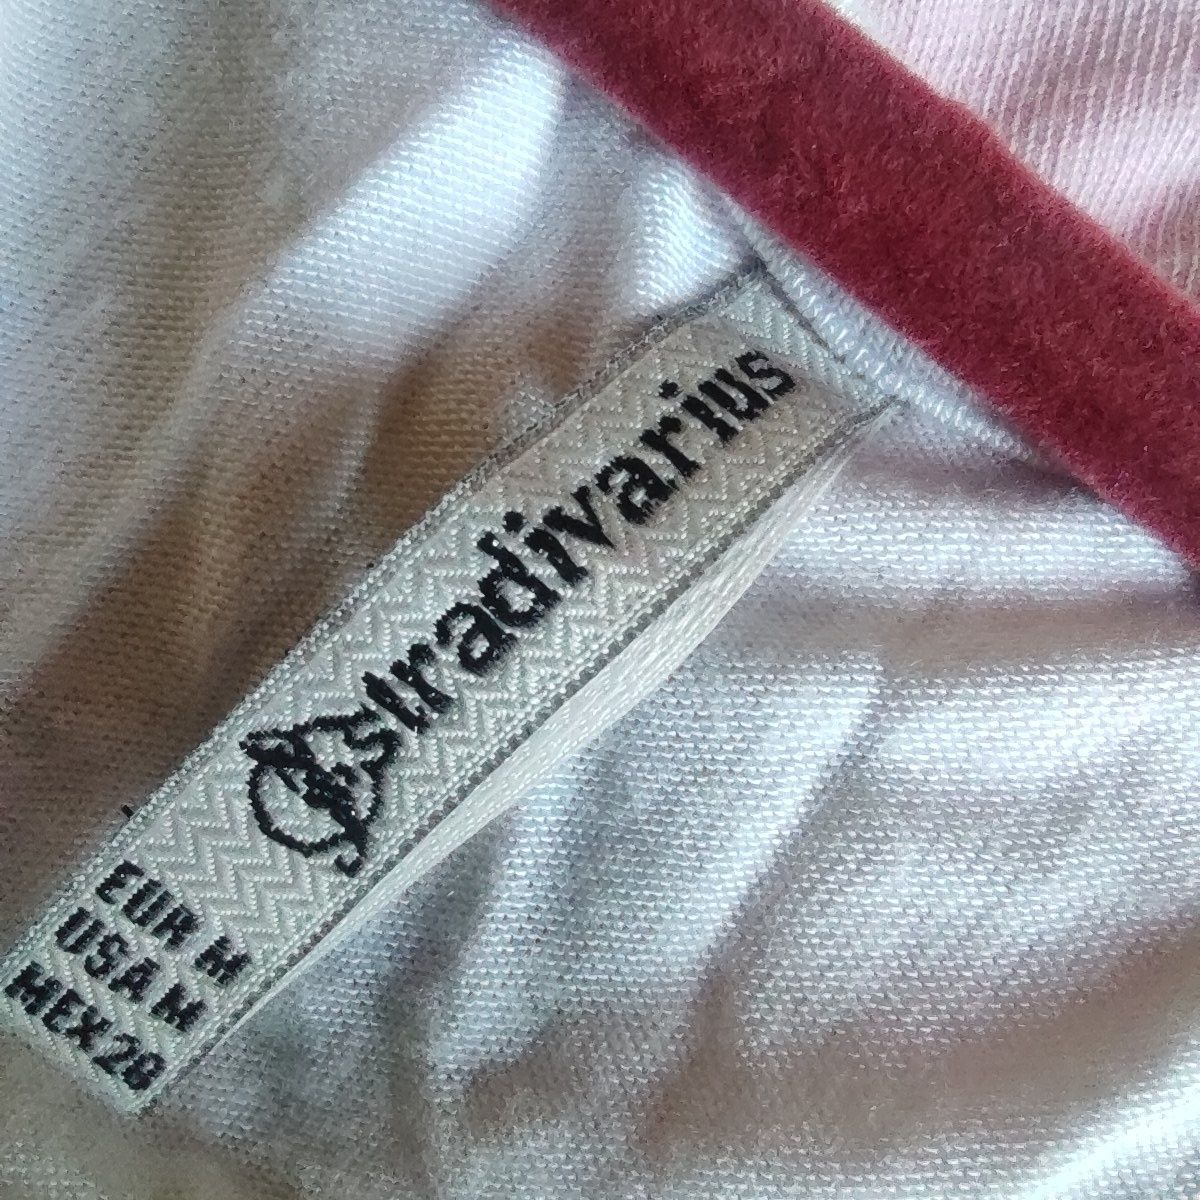 stradivarius
EUR M
USA M
MEX 28